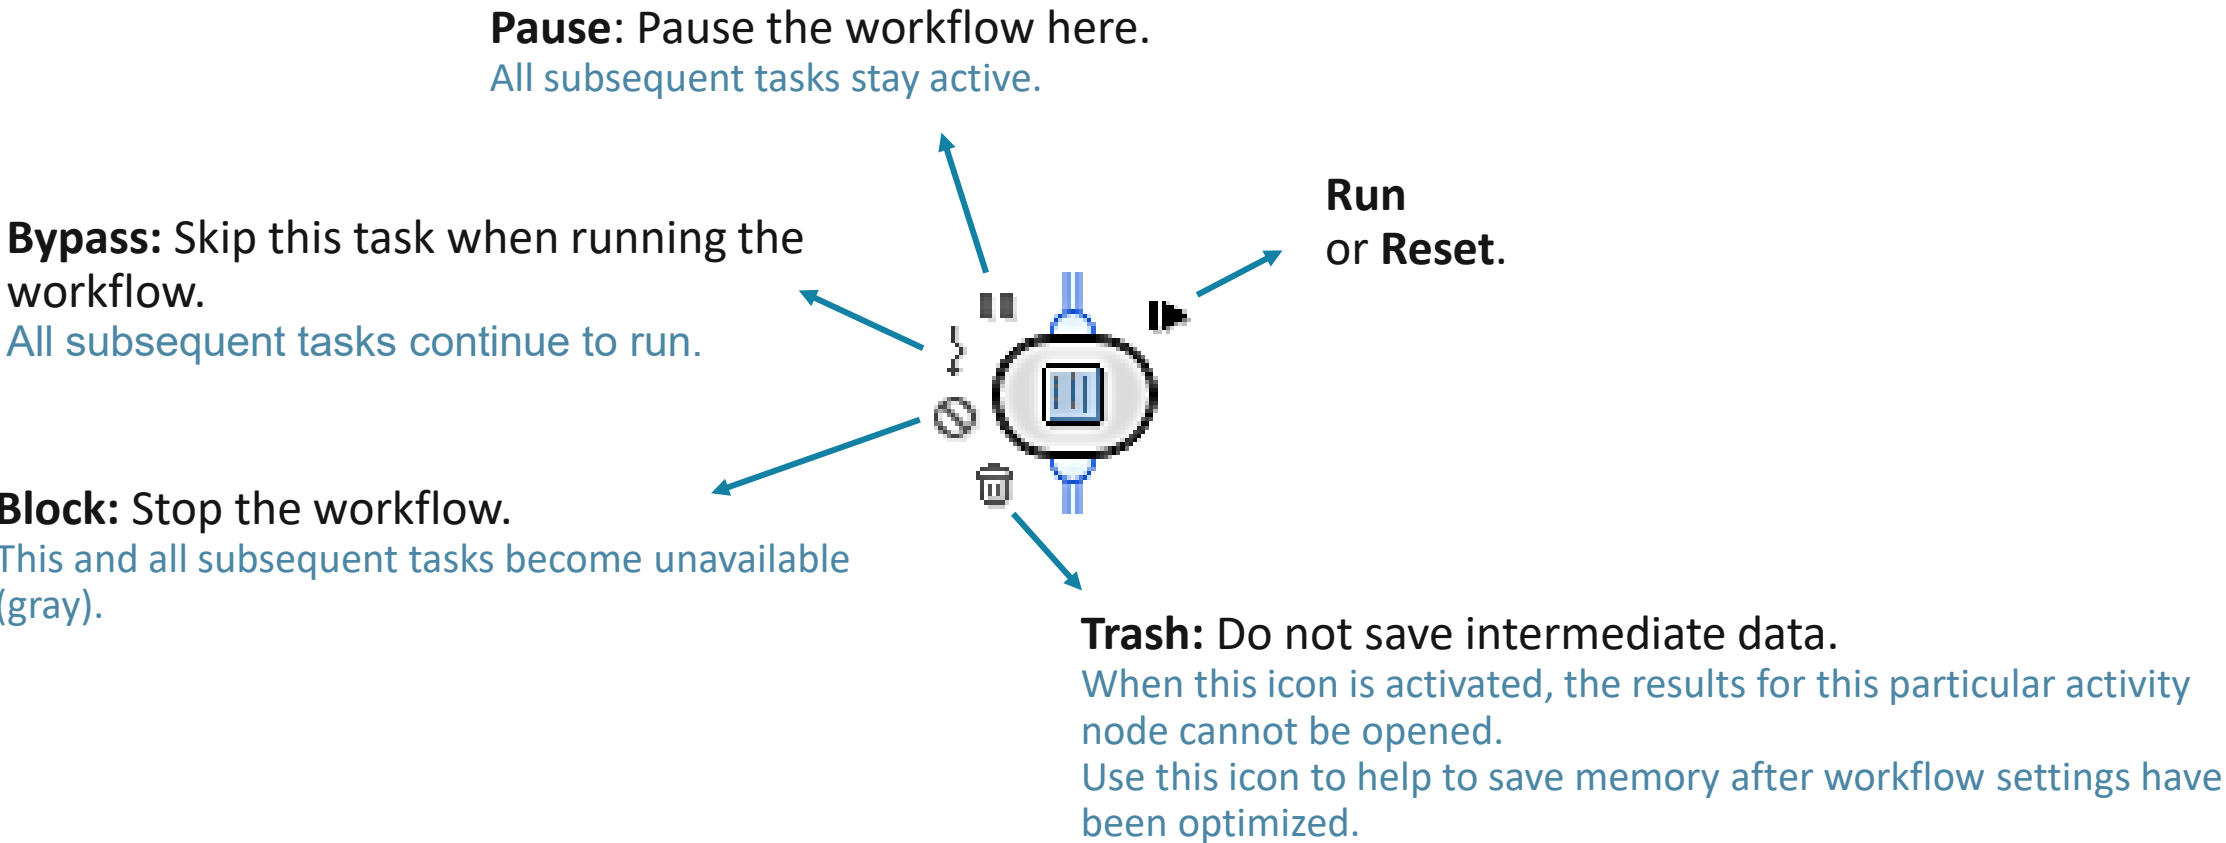 Pause: Pause the workflow here.
All subsequent tasks stay active.
Run
or Reset.
Bypass: Skip this task when running the
workflow.
All subsequent tasks continue to run.
Block: Stop the workflow.
This and all subsequent tasks become unavailable
(gray).
Trash: Do not save intermediate data.
When this icon is activated, the results for this particular activity
node cannot be opened.
Use this icon to help to save memory after workflow settings have
been optimized.